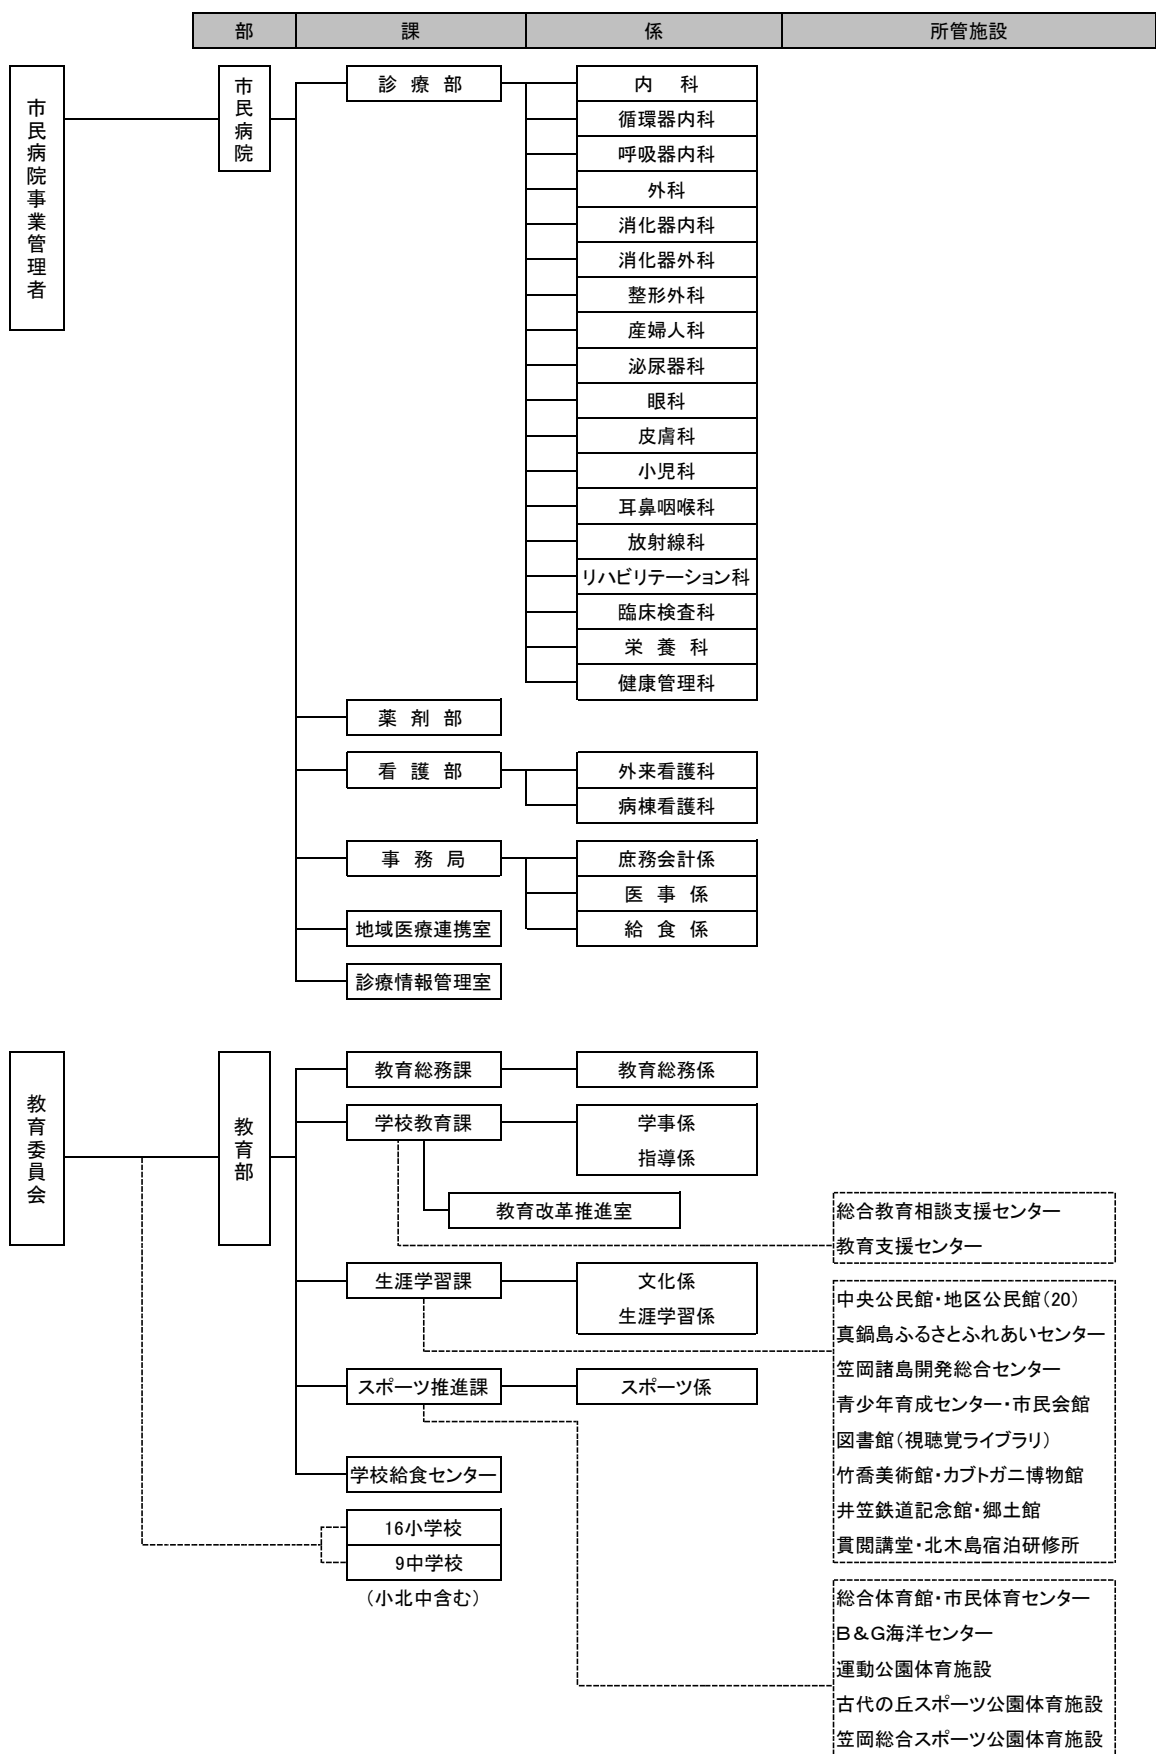 部 課 係 所管施設
市民病院事業管理者
市民病院
診 療 部
内 科
循環器内科
呼吸器内科
外科
消化器内科
消化器外科
整形外科
産婦人科
泌尿器科
眼科
皮膚科
小児科
耳鼻咽喉科
放射線科
リハビリテーション科
臨床検査科
栄 養 科
健康管理科
薬 剤 部
看 護 部
外来看護科
病棟看護科
事 務 局
庶務会計係
医 事 係
給 食 係
地域医療連携室
診療情報管理室
教育委員会
教育部
教育総務課
教育総務係
学校教育課
学事係
指導係
教育改革推進室
総合教育相談支援センター
教育支援センター
生涯学習課
文化係
生涯学習係
中央公民館・地区公民館(20)
真鍋島ふるさとふれあいセンター
笠岡諸島開発総合センター
青少年育成センター・市民会館
図書館(視聴覚ライブラリ)
竹喬美術館・カブトガニ博物館
井笠鉄道記念館・郷土館
貫閲講堂・北木島宿泊研修所
スポーツ推進課
スポーツ係
学校給食センター
16小学校
9中学校
(小北中含む)
総合体育館・市民体育センター
B&G海洋センター
運動公園体育施設
古代の丘スポーツ公園体育施設
笠岡総合スポーツ公園体育施設